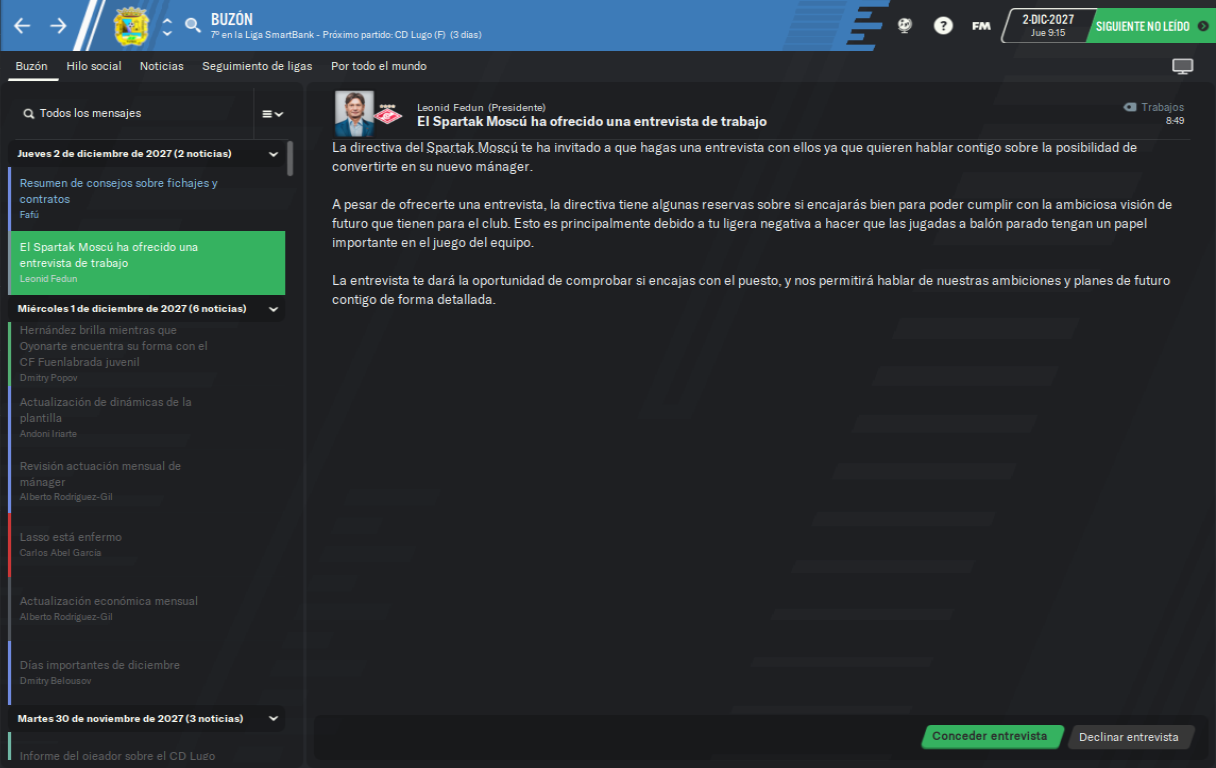 BUZÓN
7º en la Liga SmartBank - Próximo partido: CD Lugo (F) (3 días)
FM
2-DIC-2027
Jue 9:15
SIGUIENTE NO LEÍDO
Buzón Hilo social Noticias Seguimiento de ligas Por todo el mundo
Todos los mensajes
Jueves 2 de diciembre de 2027 (2 noticias)
Resumen de consejos sobre fichajes y
contratos
Fafú
El Spartak Moscú ha ofrecido una
entrevista de trabajo
Leonid Fedun
Miércoles 1 de diciembre de 2027 (6 noticias)
Hernández brilla mientras que
Oyonarte encuentra su forma con el
CF Fuenlabrada juvenil
Dmitry Popov
Actualización de dinámicas de la
plantilla
Andoni Iriarte
Revisión actuación mensual de
mánager
Alberto Rodriguez-Gil
Lasso está enfermo
Carlos Abel García
Actualización económica mensual
Alberto Rodriguez-Gil
Días importantes de diciembre
Dmitry Belousov
Martes 30 de noviembre de 2027 (3 noticias)
Informe del ojeador sobre el CD Lugo
Leonid Fedun (Presidente)
El Spartak Moscú ha ofrecido una entrevista de trabajo
Trabajos
8:49
La directiva del Spartak Moscú te ha invitado a que hagas una entrevista con ellos ya que quieren hablar contigo sobre la posibilidad de
convertirte en su nuevo mánager.
A pesar de ofrecerte una entrevista, la directiva tiene algunas reservas sobre si encajarás bien para poder cumplir con la ambiciosa visión de
futuro que tienen para el club. Esto es principalmente debido a tu ligera negativa a hacer que las jugadas a balón parado tengan un papel
importante en el juego del equipo.
La entrevista te dará la oportunidad de comprobar si encajas con el puesto, y nos permitirá hablar de nuestras ambiciones y planes de futuro
contigo de forma detallada.
Conceder entrevista
Declinar entrevista